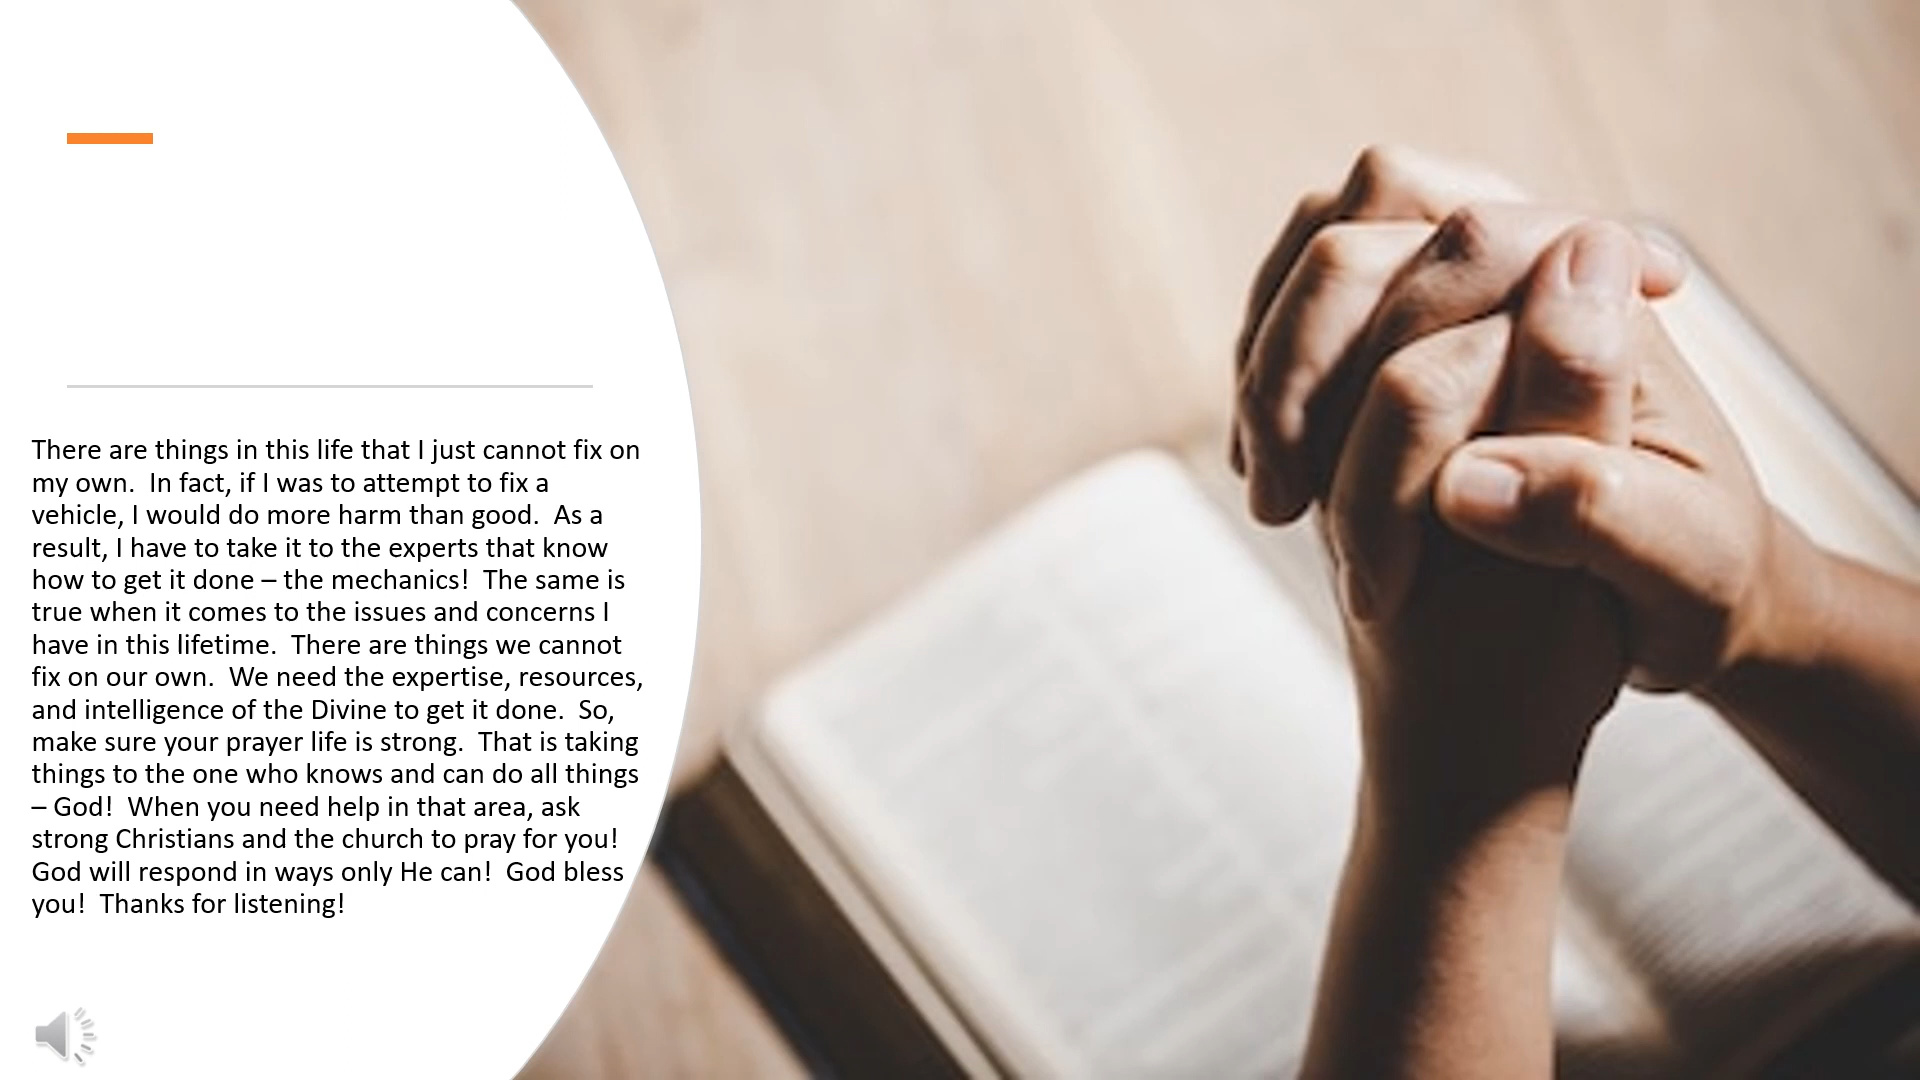 There are things in this life that I just cannot fix on
my own.  In fact, if I was to attempt to fix a
vehicle, I would do more harm than good.  As a
result, I have to take it to the experts that know
how to get it done – the mechanics!  The same is
true when it comes to the issues and concerns I
have in this lifetime.  There are things we cannot
fix on our own.  We need the expertise, resources,
and intelligence of the Divine to get it done.  So,
make sure your prayer life is strong.  That is taking
things to the one who knows and can do all things
– God!  When you need help in that area, ask
strong Christians and the church to pray for you!
God will respond in ways only He can!  God bless
you!  Thanks for listening!